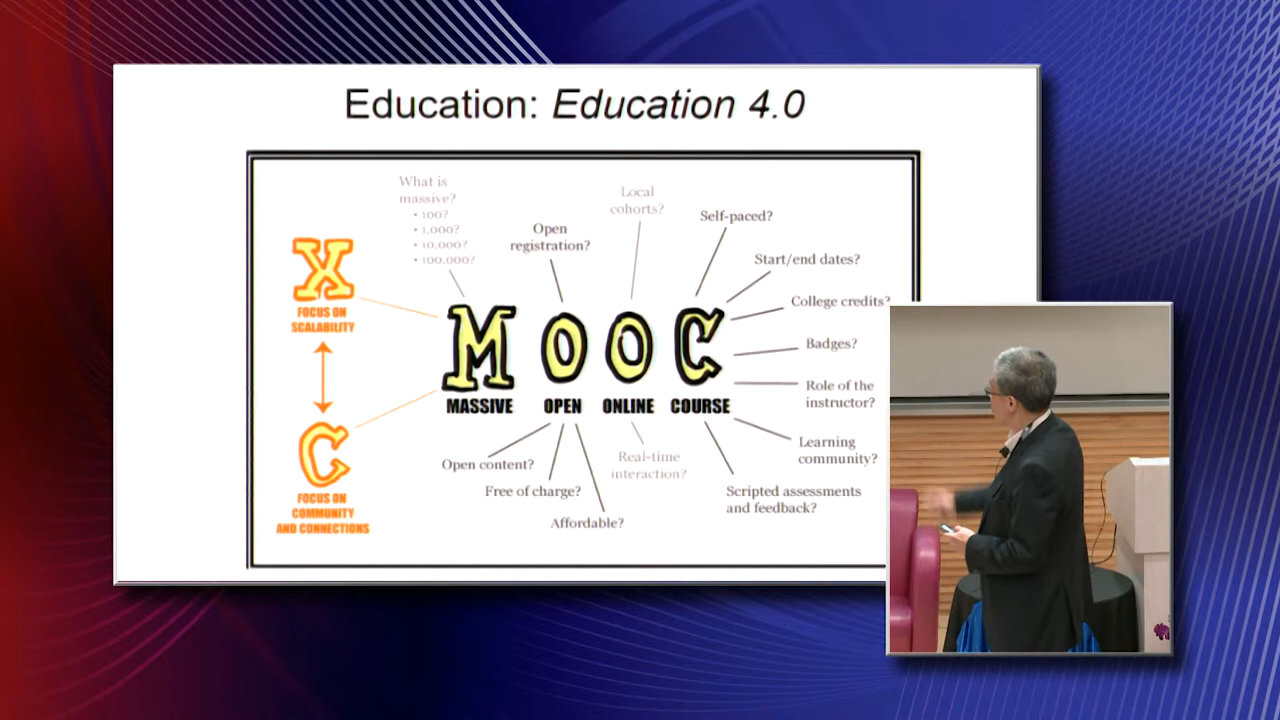 Education: Education 4.0
What is
massive?
• 100?
• 1,000?
• 10,000?
• 100,000?
Open
registration?
Local
cohorts?
Self-paced?
Start/end dates?
College credits?
Badges?
Role of the
instructor?
Learning
community?
Scripted assessments
and feedback?
X
FOCUS ON
SCALABILITY
C
FOCUS ON
COMMUNITY
AND CONNECTIONS
MOOC
MASSIVE OPEN ONLINE COURSE
Open content?
Free of charge?
Affordable?
Real-time
interaction?